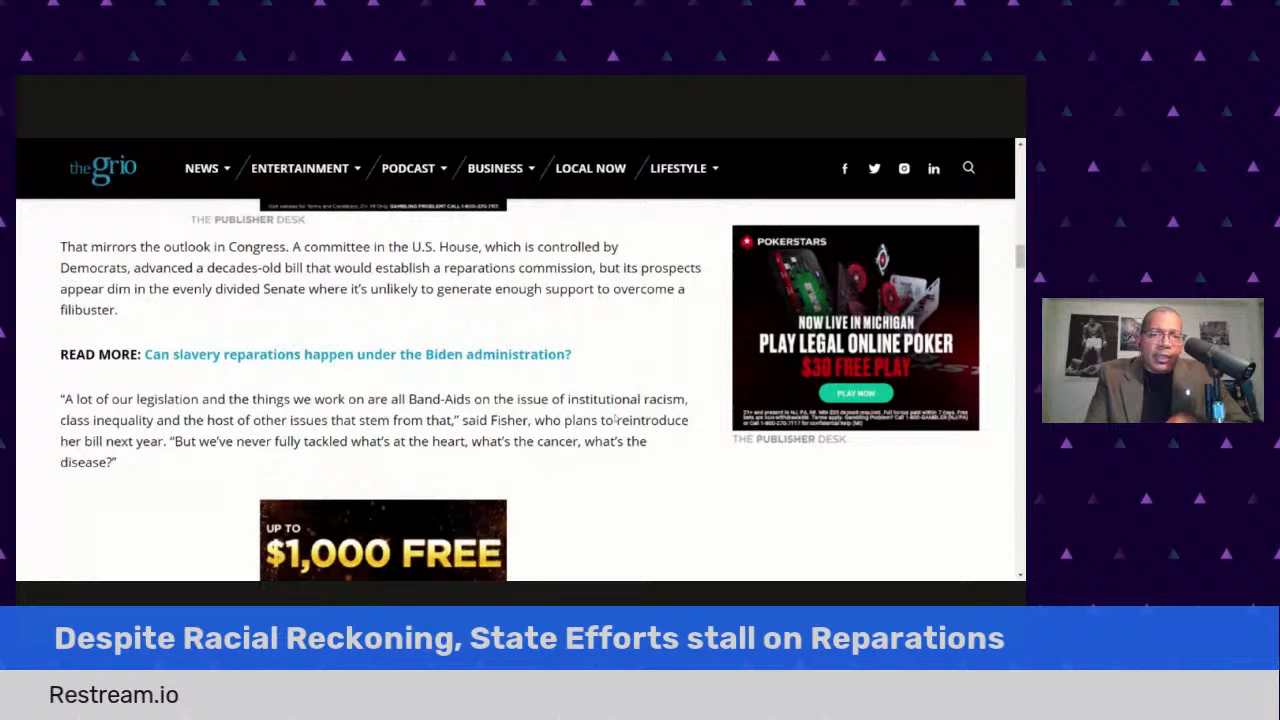 the grio
NEWS
ENTERTAINMENT
PODCAST
BUSINESS
LOCAL NOW
LIFESTYLE
THE PUBLISHER DESK
That mirrors the outlook in Congress. A committee in the U.S. House, which is controlled by
Democrats, advanced a decades-old bill that would establish a reparations commission, but its prospects
appear dim in the evenly divided Senate where it's unlikely to generate enough support to overcome a
filibuster.
READ MORE: Can slavery reparations happen under the Biden administration?
“A lot of our legislation and the things we work on are all Band-Aids on the issue of institutional racism,
class inequality and the host of other issues that stem from that,” said Fisher, who plans to reintroduce
her bill next year. “But we've never fully tackled what's at the heart, what's the cancer, what's the
disease?”
UP TO
$1,000 FREE
POKERSTARS
NOW LIVE IN MICHIGAN
PLAY LEGAL ONLINE POKER
$30 FREE PLAY
PLAY NOW
THE PUBLISHER DESK
Despite Racial Reckoning, State Efforts stall on Reparations
Restream.io